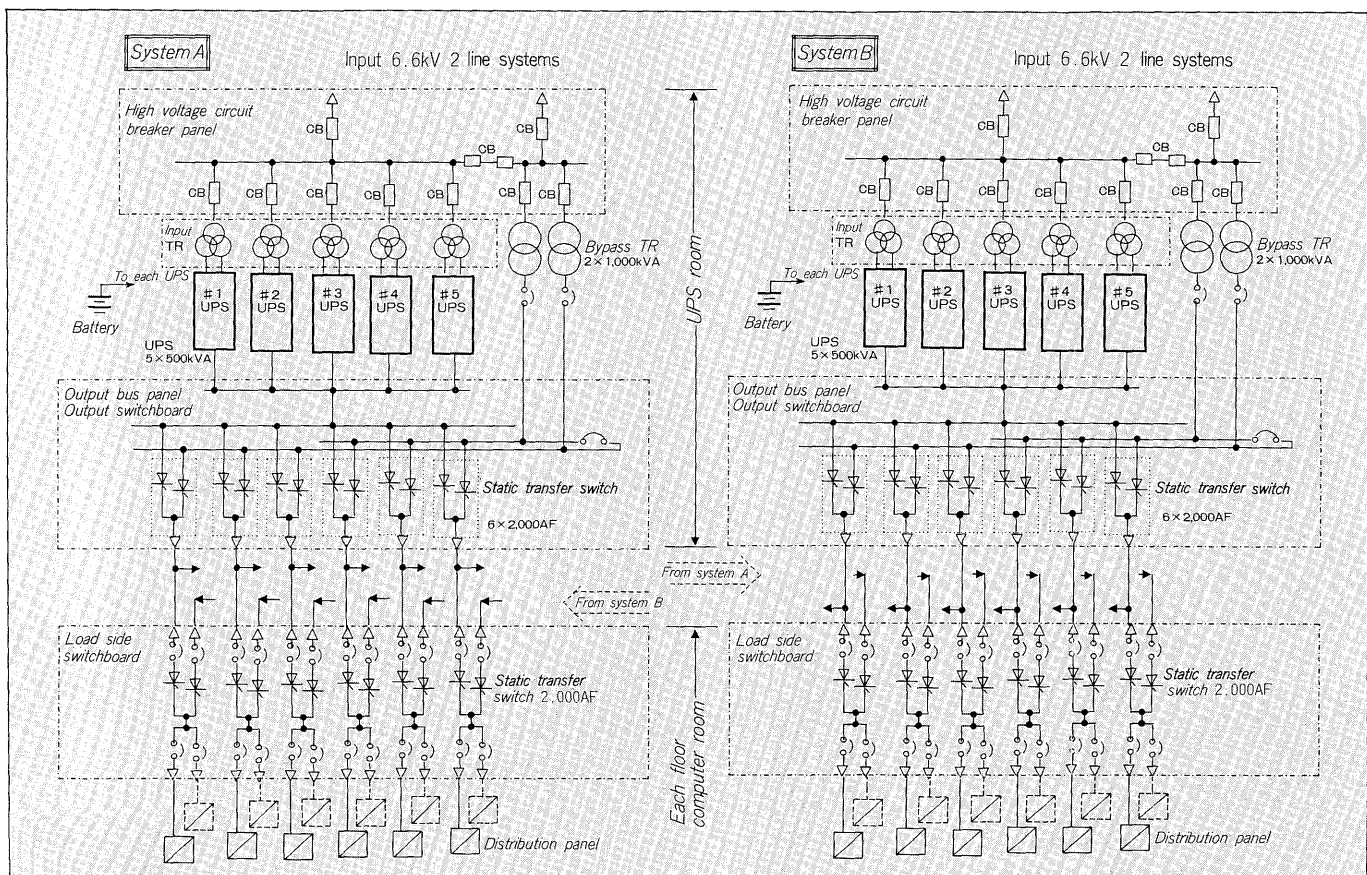 System A
Input 6.6kV 2 line systems
High voltage circuit
breaker panel
CB
CB
CB
CB
CB
CB
CB
CB
CB
CB
Input
TR
Bypass TR
2×1,000kVA
To each UPS
Battery
#1
UPS
#2
UPS
#3
UPS
#4
UPS
#5
UPS
UPS
5×500kVA
Output bus panel
Output switchboard
Static transfer switch
6×2,000AF
From system B
Load side
switchboard
Static transfer
switch 2.000AF
Distribution panel
UPS room
From system A
Each floor
computer room
System B
Input 6.6kV 2 line systems
High voltage circuit
breaker panel
CB
CB
CB
CB
CB
CB
CB
CB
CB
CB
Input
TR
Bypass TR
2×1,000kVA
To each UPS
Battery
#1
UPS
#2
UPS
#3
UPS
#4
UPS
#5
UPS
UPS
5×500kVA
Output bus panel
Output switchboard
Static transfer switch
6×2,000AF
Load side
switchboard
Static transfer
switch 2.000AF
Distribution panel